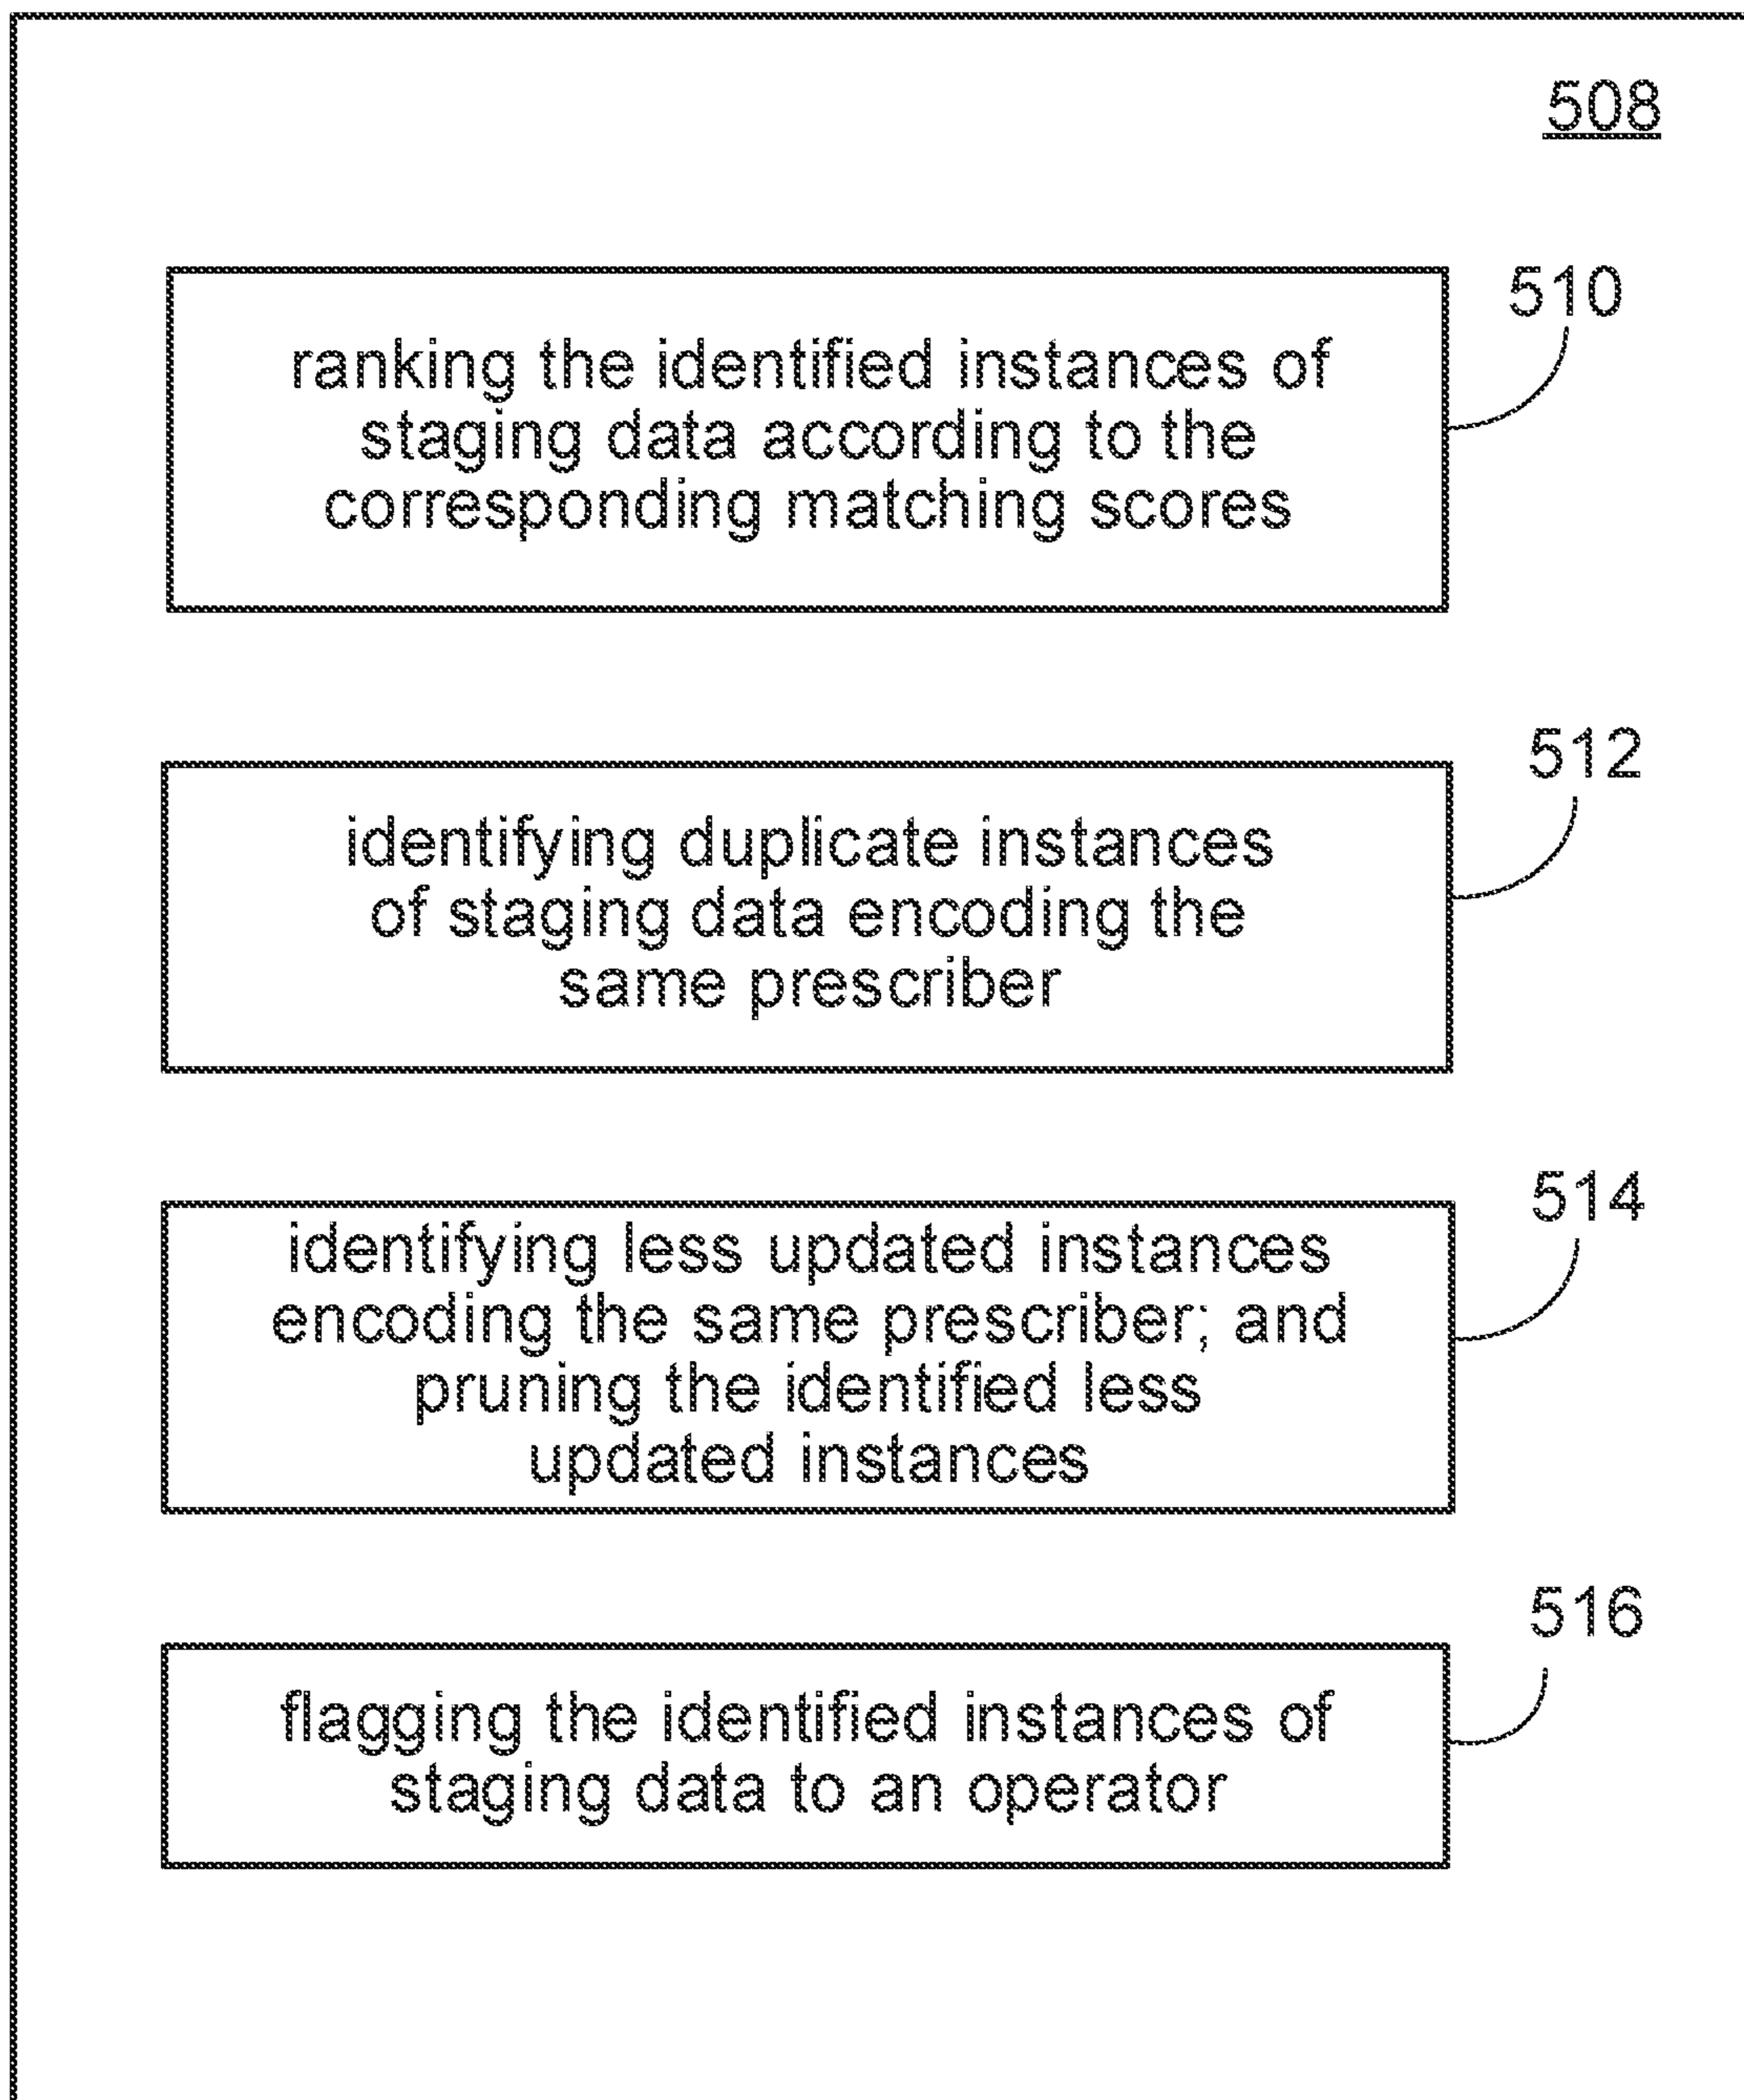 508
510
ranking the identified instances of
staging data according to the
corresponding matching scores
512
identifying duplicate instances
of staging data encoding the
same prescriber
514
identifying less updated instances
encoding the same prescriber; and
pruning the identified less
updated instances
516
flagging the identified instances of
staging data to an operator